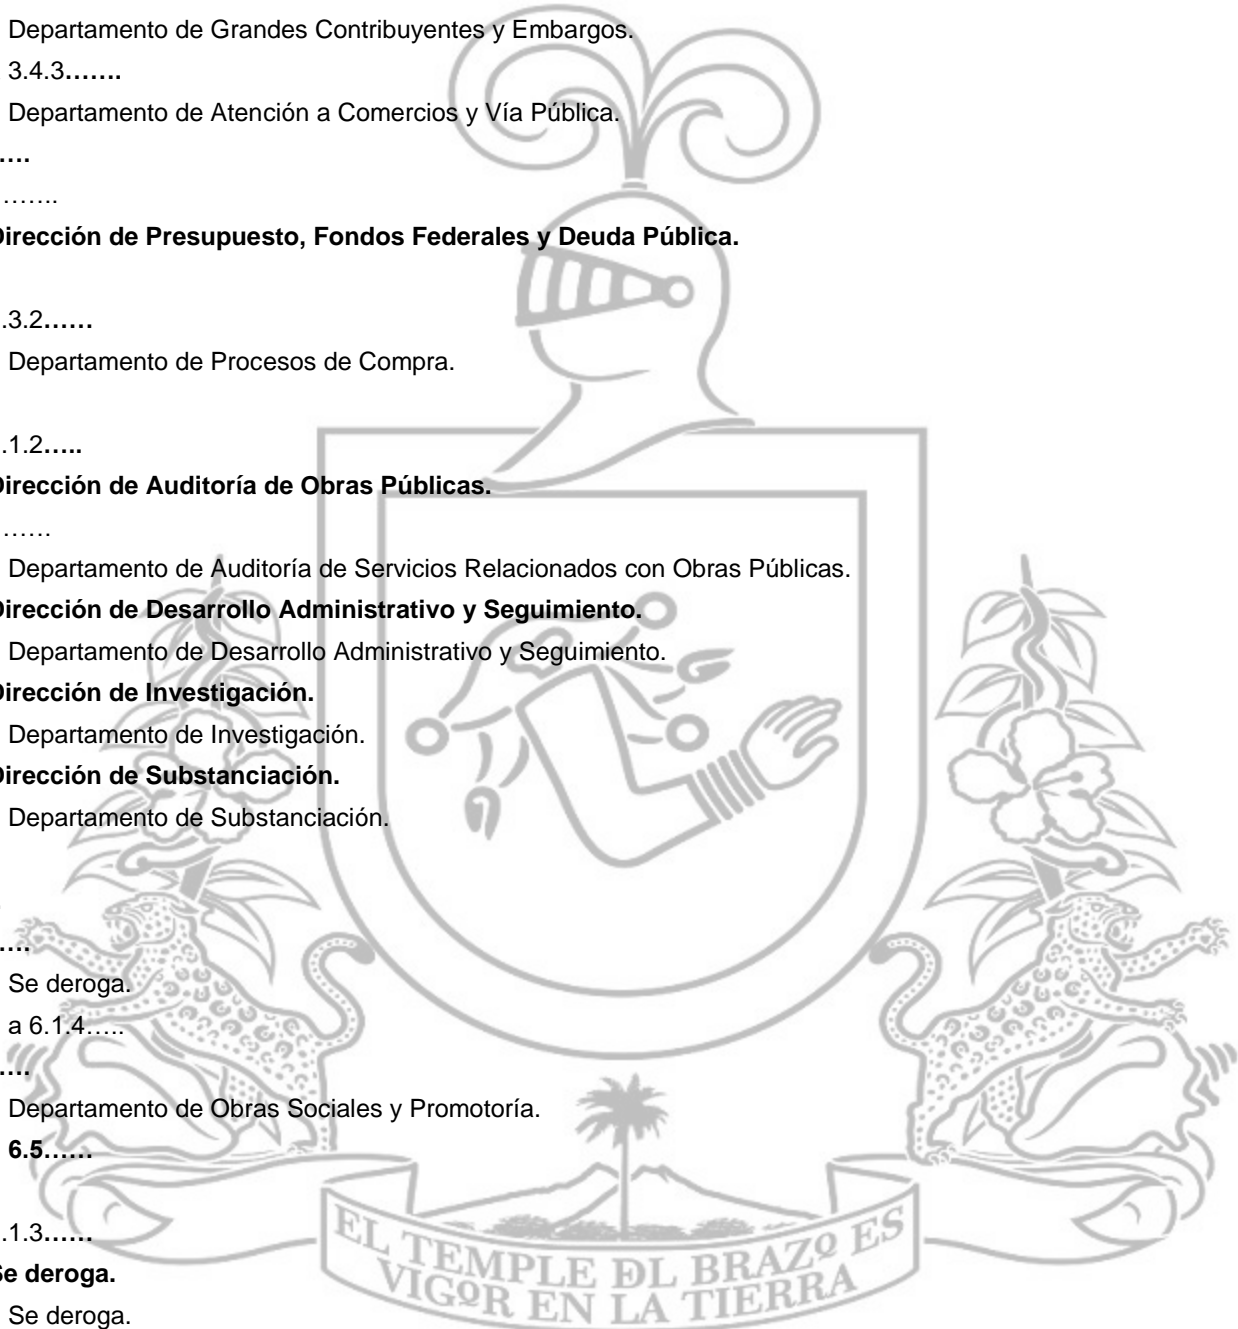 Departamento de Grandes Contribuyentes y Embargos.
3.4.3…….
Departamento de Atención a Comercios y Vía Pública.
….
…….
Dirección de Presupuesto, Fondos Federales y Deuda Pública.
.3.2……
Departamento de Procesos de Compra.
.1.2…..
Dirección de Auditoría de Obras Públicas.
……
Departamento de Auditoría de Servicios Relacionados con Obras Públicas.
Dirección de Desarrollo Administrativo y Seguimiento.
Departamento de Desarrollo Administrativo y Seguimiento.
Dirección de Investigación.
Departamento de Investigación.
Dirección de Substanciación.
Departamento de Substanciación.
….
Se deroga.
a 6.1.4…..
….
Departamento de Obras Sociales y Promotoría.
6.5……
.1.3……
Se deroga.
Se deroga.
EL TEMPLE DL BRAZO ES
VIGOR EN LA TIERRA